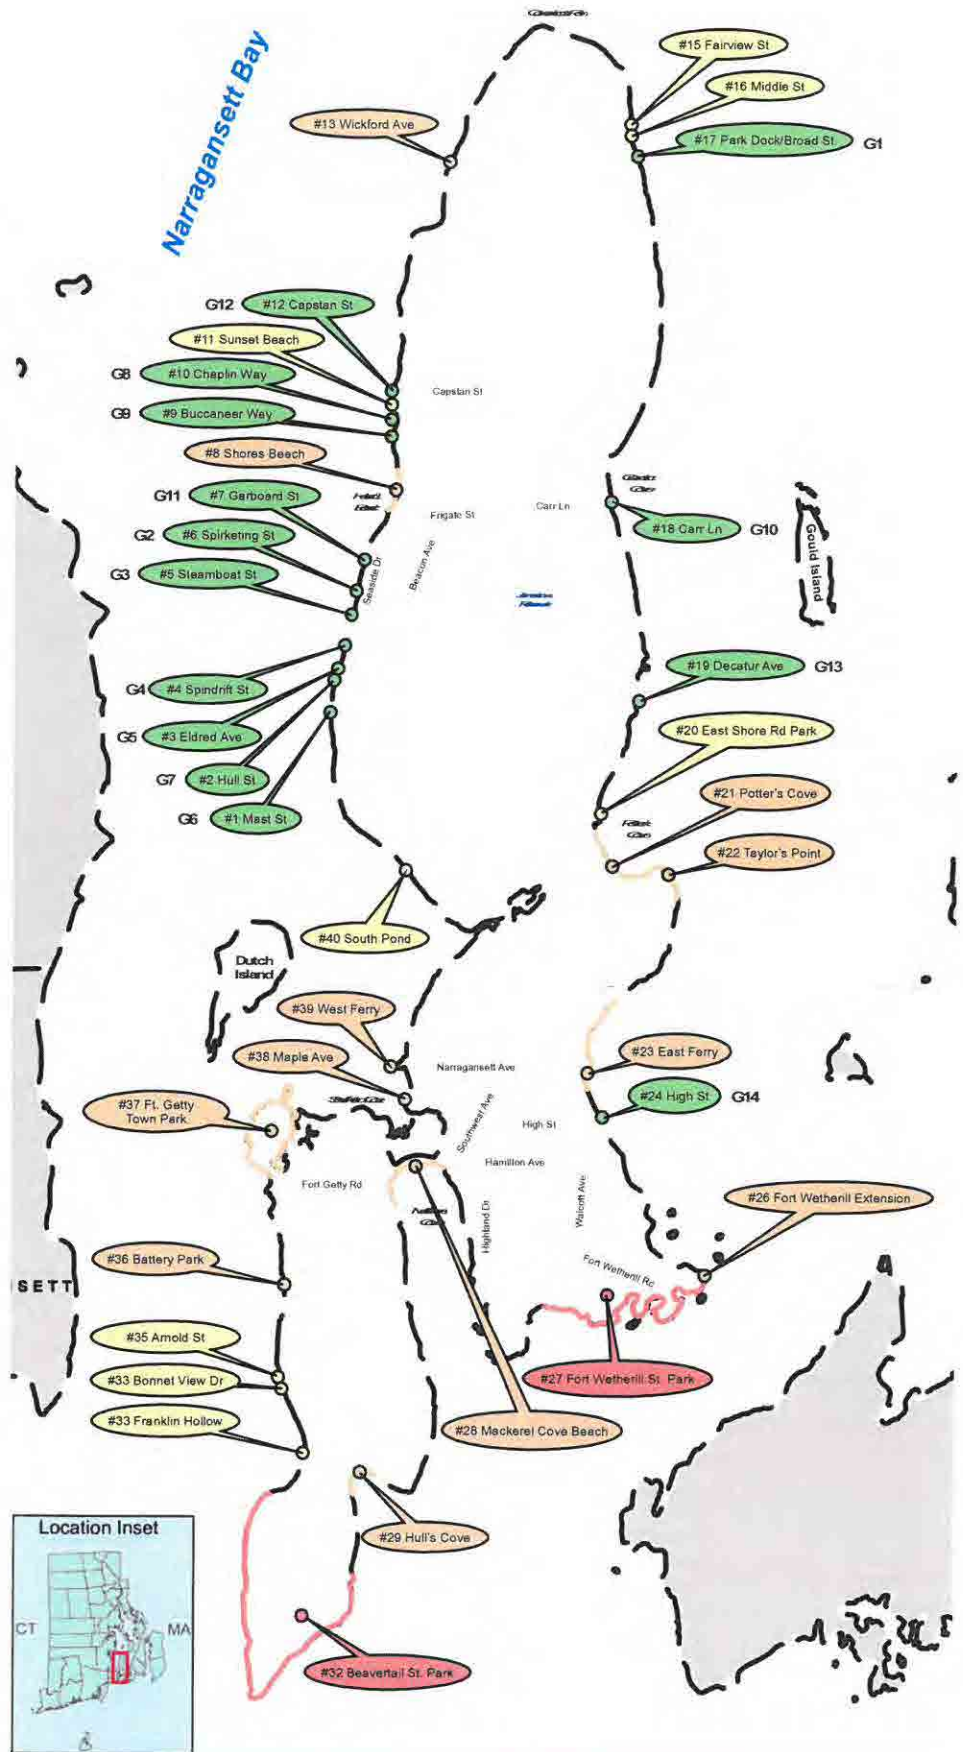 Narragansett Bay
#15 Fairview St
#16 Middle St
#13 Wickford Ave
#17 Park Dock/Broad St.
G1
G12
#12 Capstan St
#11 Sunset Beach
G8
#10 Chaplin Way
Capstan St
G9
#9 Buccaneer Way
#8 Shores Beach
G11
#7 Garboard St
Frigate St
Carr Ln
#18 Carr Ln
G10
Gould Island
G2
#6 Spirketing St
G3
#5 Steamboat St
Seaside Dr
Beacon Ave
#19 Decatur Ave
G13
G4
#4 Spindrift St
G5
#3 Eldred Ave
#20 East Shore Rd Park
G7
#2 Hull St
#21 Potter's Cove
G6
#1 Mast St
#22 Taylor's Point
#40 South Pond
Dutch
Island
#39 West Ferry
#38 Maple Ave
Narragansett Ave
#23 East Ferry
#24 High St
G14
#37 Ft. Getty
Town Park
Southwest Ave
High St
Hamilton Ave
Fort Getty Rd
Highland Dr
Walcott Ave
#26 Fort Wetherill Extension
#36 Battery Park
Fort Wetherill Rd
SETT
#35 Arnold St
#33 Bonnet View Dr
#27 Fort Wetherill St. Park
#33 Franklin Hollow
#28 Mackerel Cove Beach
#29 Hull's Cove
Location Inset
CT
MA
#32 Beavertail St. Park